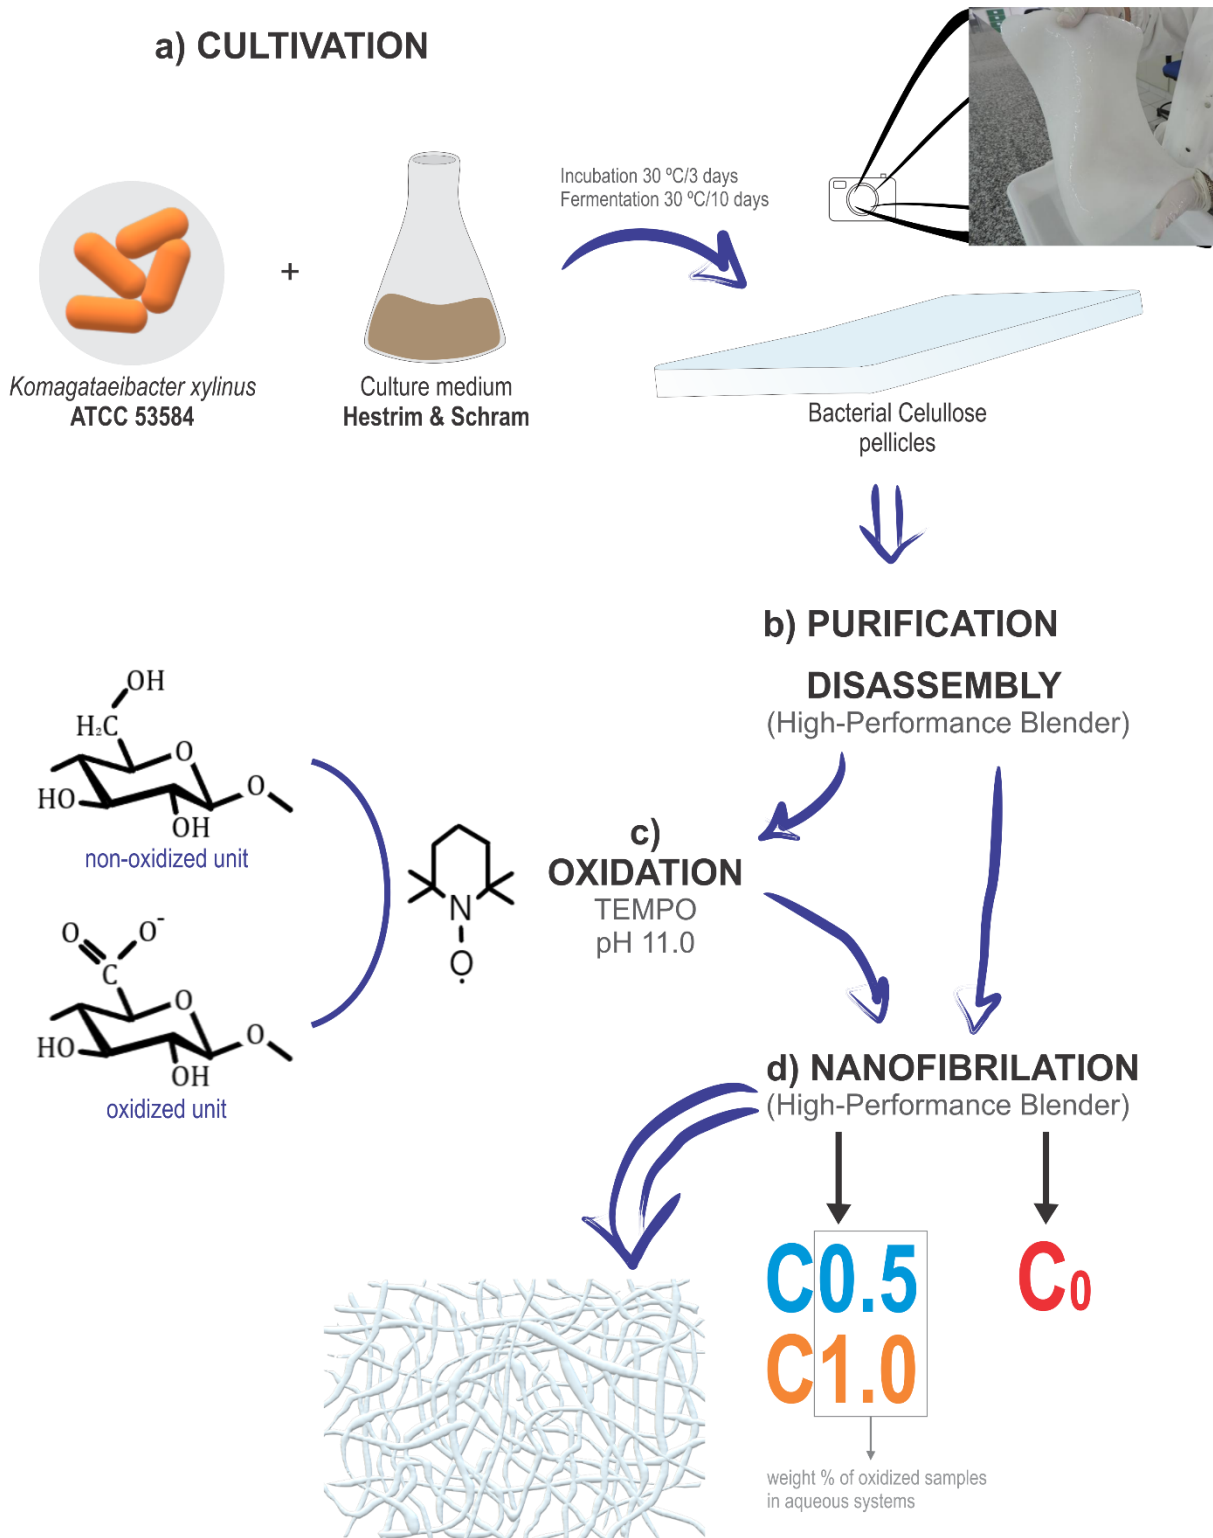 a) CULTIVATION
Incubation 30 ºC/3 days
Fermentation 30 ºC/10 days
+
Komagataeibacter xylinus
ATCC 53584
Culture medium
Hestrim & Schram
Bacterial Celullose
pellicles
b) PURIFICATION
DISASSEMBLY
(High-Performance Blender)
OH
H₂C
O
HO
O
OH
non-oxidized unit
N
O
c)
OXIDATION
TEMPO
pH 11.0
O
O⁻
C
O
HO
O
OH
oxidized unit
d) NANOFIBRILATION
(High-Performance Blender)
C0.5
C1.0
C₀
weight % of oxidized samples
in aqueous systems